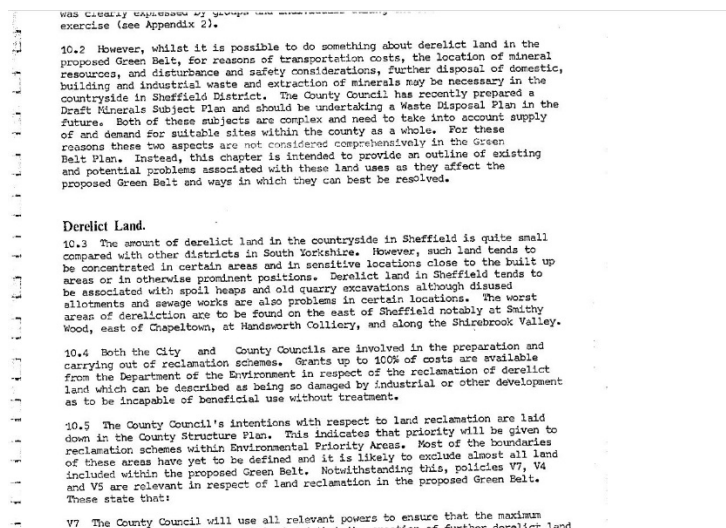 was clearly expressed by groups and
exercise (see Appendix 2).
10.2 However, whilst it is possible to do something about derelict land in the
proposed Green Belt, for reasons of transportation costs, the location of mineral
resources, and disturbance and safety considerations, further disposal of domestic,
building and industrial waste and extraction of minerals may be necessary in the
countryside in Sheffield District. The County Council has recently prepared a
Draft Minerals Subject Plan and should be undertaking a Waste Disposal Plan in the
future. Both of these subjects are complex and need to take into account supply
of and demand for suitable sites within the county as a whole. For these
reasons these two aspects are not considered comprehensively in the Green
Belt Plan. Instead, this chapter is intended to provide an outline of existing
and potential problems associated with these land uses as they affect the
proposed Green Belt and ways in which they can best be resolved.
Derelict Land.
10.3 The amount of derelict land in the countryside in Sheffield is quite small
compared with other districts in South Yorkshire. However, such land tends to
be concentrated in certain areas and in sensitive locations close to the built up
areas or in otherwise prominent positions. Derelict land in Sheffield tends to
be associated with spoil heaps and old quarry excavations although disused
allotments and sewage works are also problems in certain locations. The worst
areas of dereliction are to be found on the east of Sheffield notably at Smithy
Wood, east of Chapeltown, at Handsworth Colliery, and along the Shirebrook Valley.
10.4 Both the City and County Councils are involved in the preparation and
carrying out of reclamation schemes. Grants up to 100% of costs are available
from the Department of the Environment in respect of the reclamation of derelict
land which can be described as being so damaged by industrial or other development
as to be incapable of beneficial use without treatment.
10.5 The County Council's intentions with respect to land reclamation are laid
down in the County Structure Plan. This indicates that priority will be given to
reclamation schemes within Environmental Priority Areas. Most of the boundaries
of these areas have yet to be defined and it is likely to exclude almost all land
included within the proposed Green Belt. Notwithstanding this, policies V7, V4
and V5 are relevant in respect of land reclamation in the proposed Green Belt.
These state that:
V7 The County Council will use all relevant powers to ensure that the maximum
of further derelict land